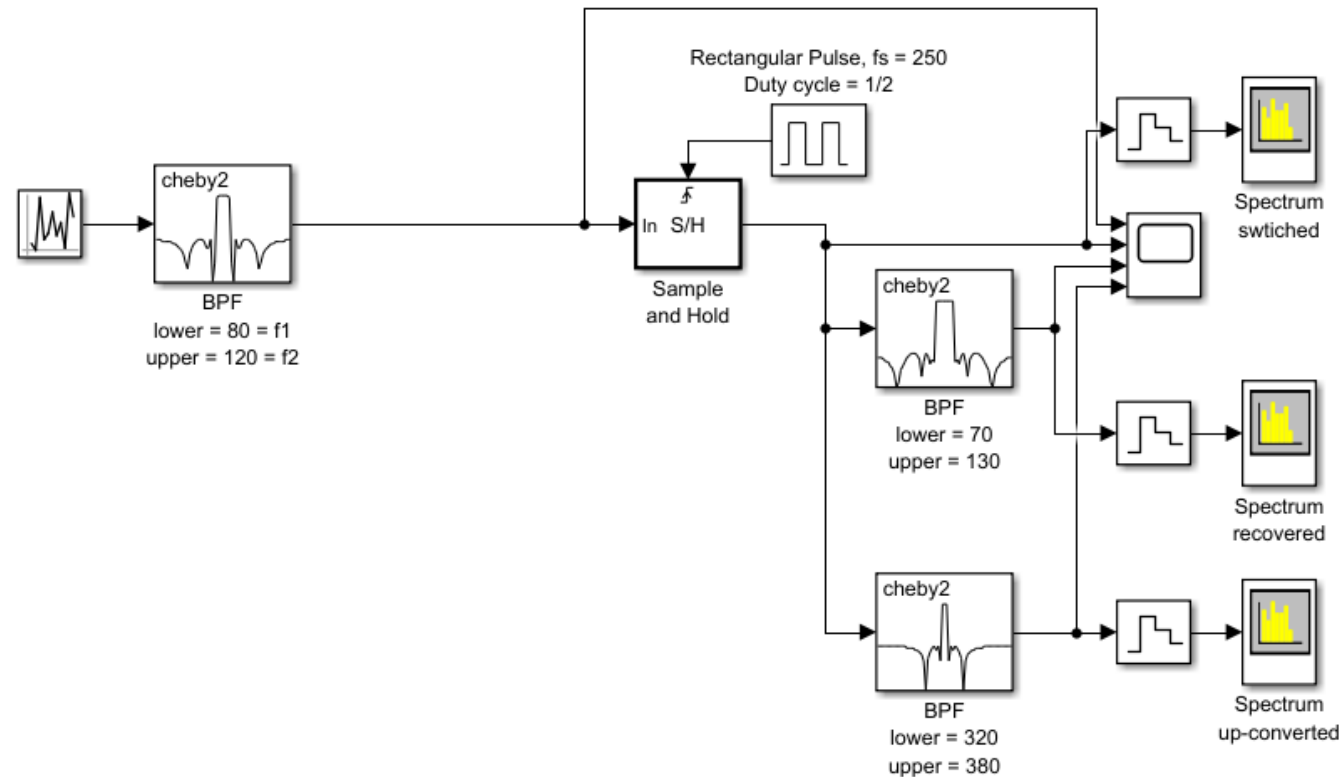 Rectangular Pulse, fs = 250
Duty cycle = 1/2
cheby2
BPF
lower = 80 = f1
upper = 120 = f2
In S/H
Sample
and Hold
Spectrum
swtiched
cheby2
BPF
lower = 70
upper = 130
Spectrum
recovered
cheby2
BPF
lower = 320
upper = 380
Spectrum
up-converted